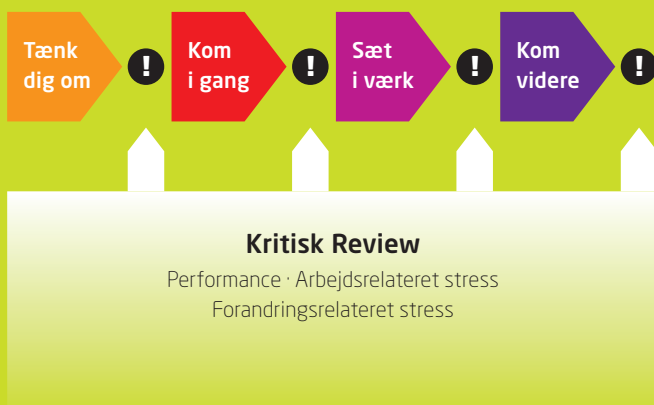 Tænk
dig om
!
Kom
i gang
!
Sæt
i værk
!
Kom
videre
!
Kritisk Review
Performance · Arbejdsrelateret stress
Forandringsrelateret stress